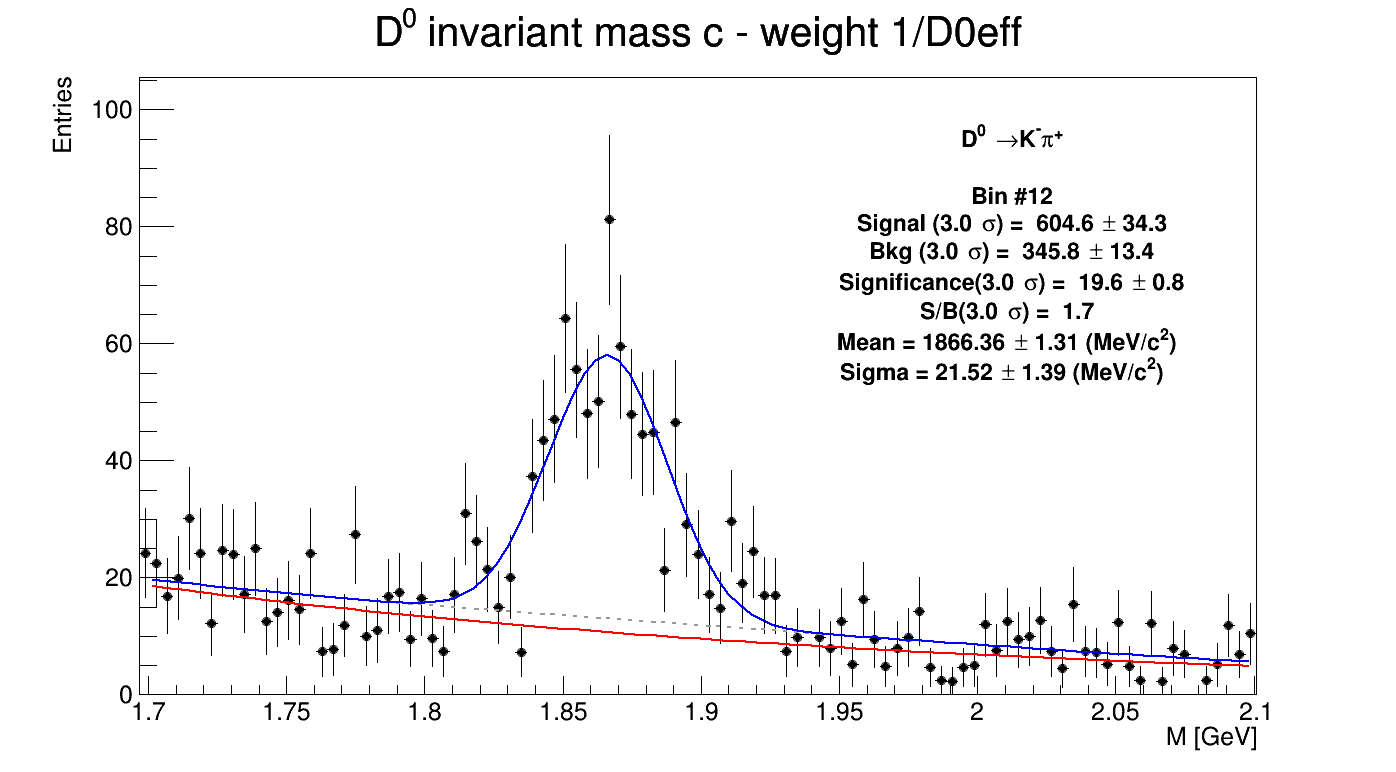 D⁰ invariant mass c - weight 1/D0eff
Entries
100
80
60
40
20
0
D⁰ →K⁻π⁺
Bin #12
Signal (3.0 σ) = 604.6 ± 34.3
Bkg (3.0 σ) = 345.8 ± 13.4
Significance(3.0 σ) = 19.6 ± 0.8
S/B(3.0 σ) = 1.7
Mean = 1866.36 ± 1.31 (MeV/c²)
Sigma = 21.52 ± 1.39 (MeV/c²)
1.7 1.75 1.8 1.85 1.9 1.95 2 2.05 2.1
M [GeV]